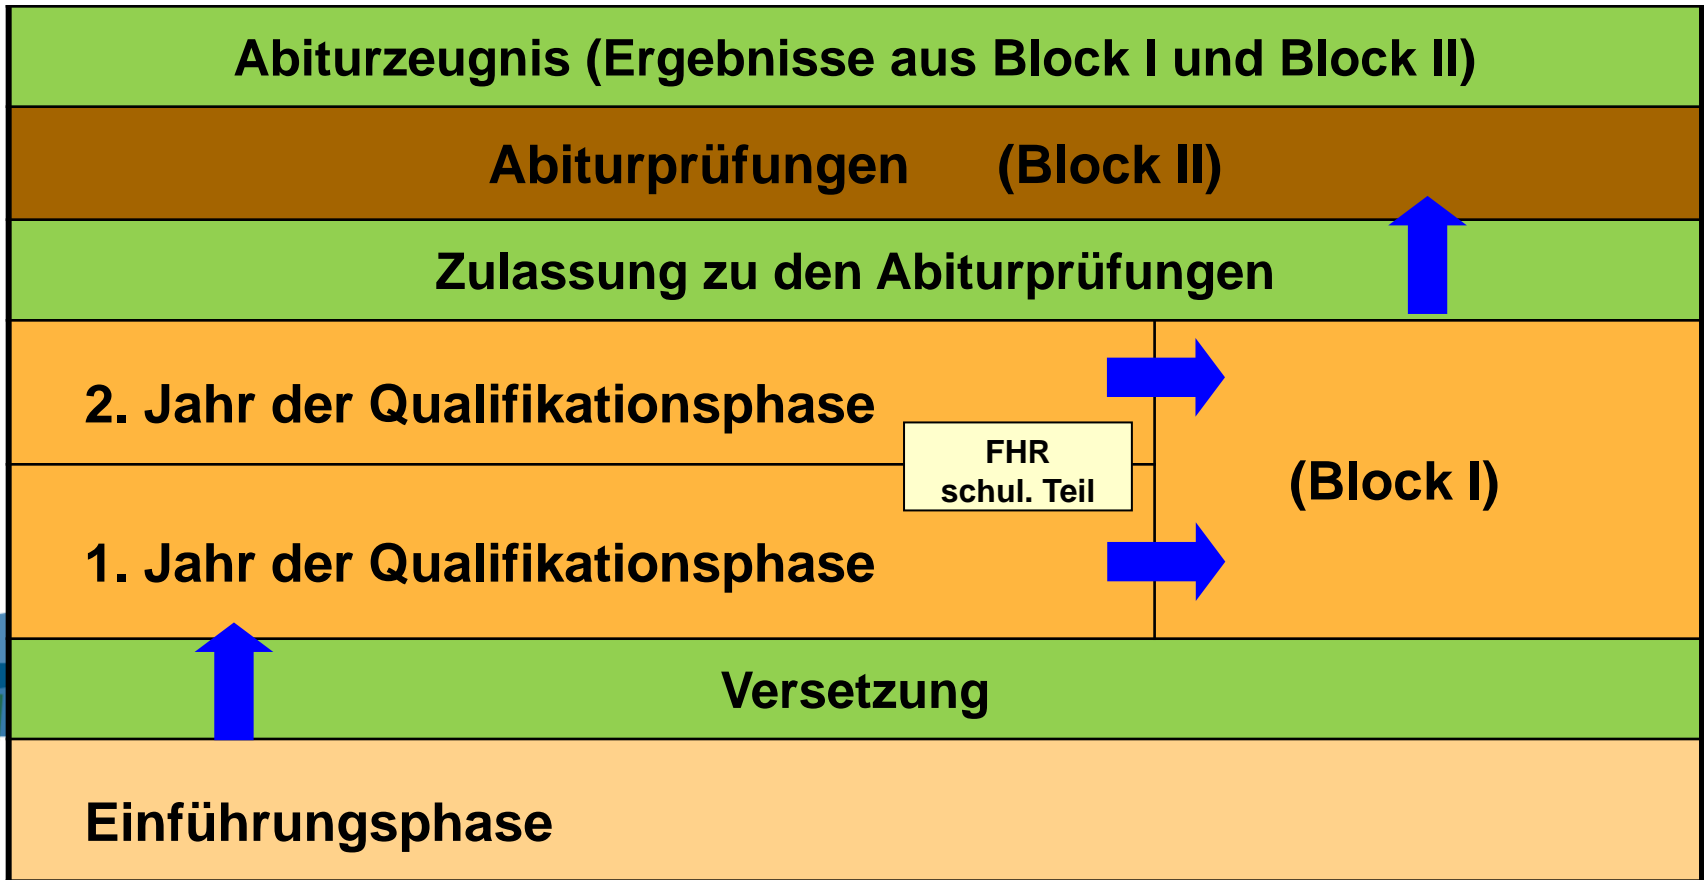 Abiturzeugnis (Ergebnisse aus Block I und Block II)
Abiturprüfungen (Block II)
Zulassung zu den Abiturprüfungen
2. Jahr der Qualifikationsphase
FHR
schul. Teil
(Block I)
1. Jahr der Qualifikationsphase
Versetzung
Einführungsphase